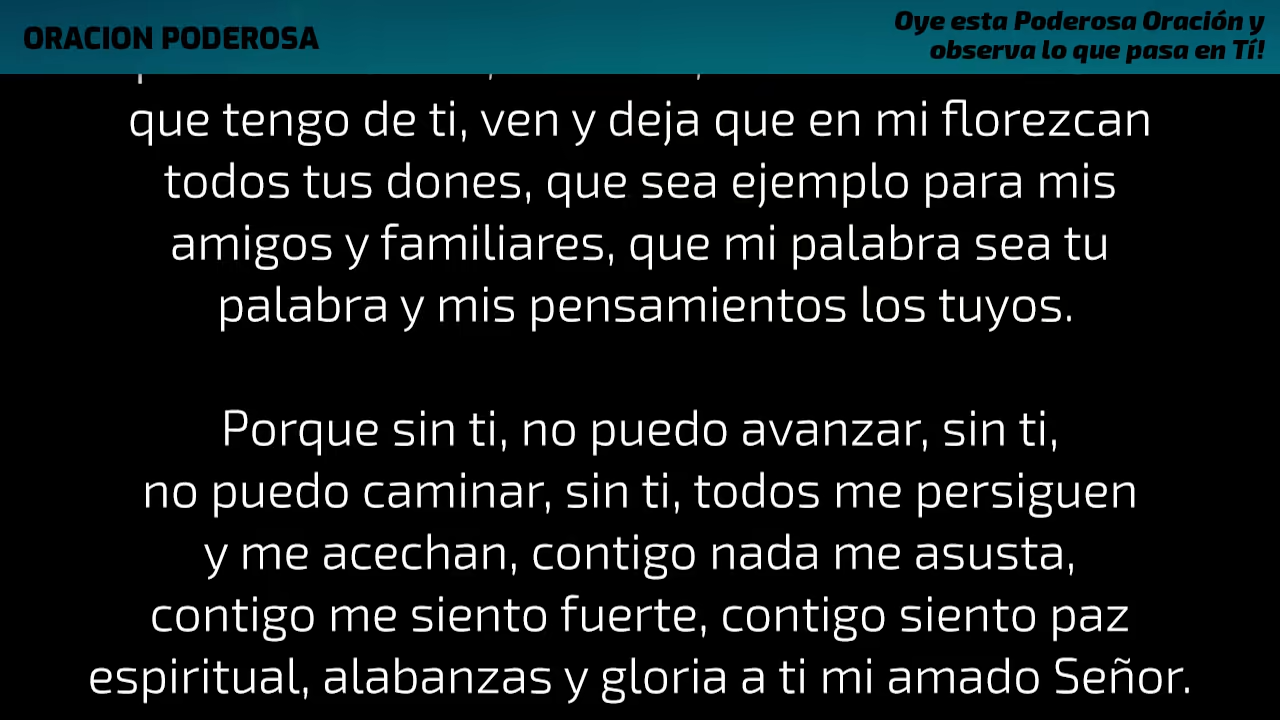 ORACION PODEROSA
Oye esta Poderosa Oración y
observa lo que pasa en Tí!
que tengo de ti, ven y deja que en mi florezcan
todos tus dones, que sea ejemplo para mis
amigos y familiares, que mi palabra sea tu
palabra y mis pensamientos los tuyos.
Porque sin ti, no puedo avanzar, sin ti,
no puedo caminar, sin ti, todos me persiguen
y me acechan, contigo nada me asusta,
contigo me siento fuerte, contigo siento paz
espiritual, alabanzas y gloria a ti mi amado Señor.